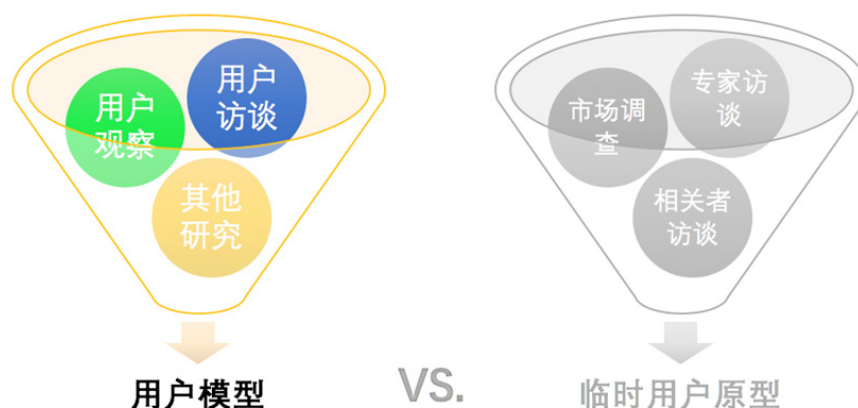 用户
观察
用户
访谈
其他
研究
用户模型
VS.
市场调
查
专家访
谈
相关者
访谈
临时用户原型